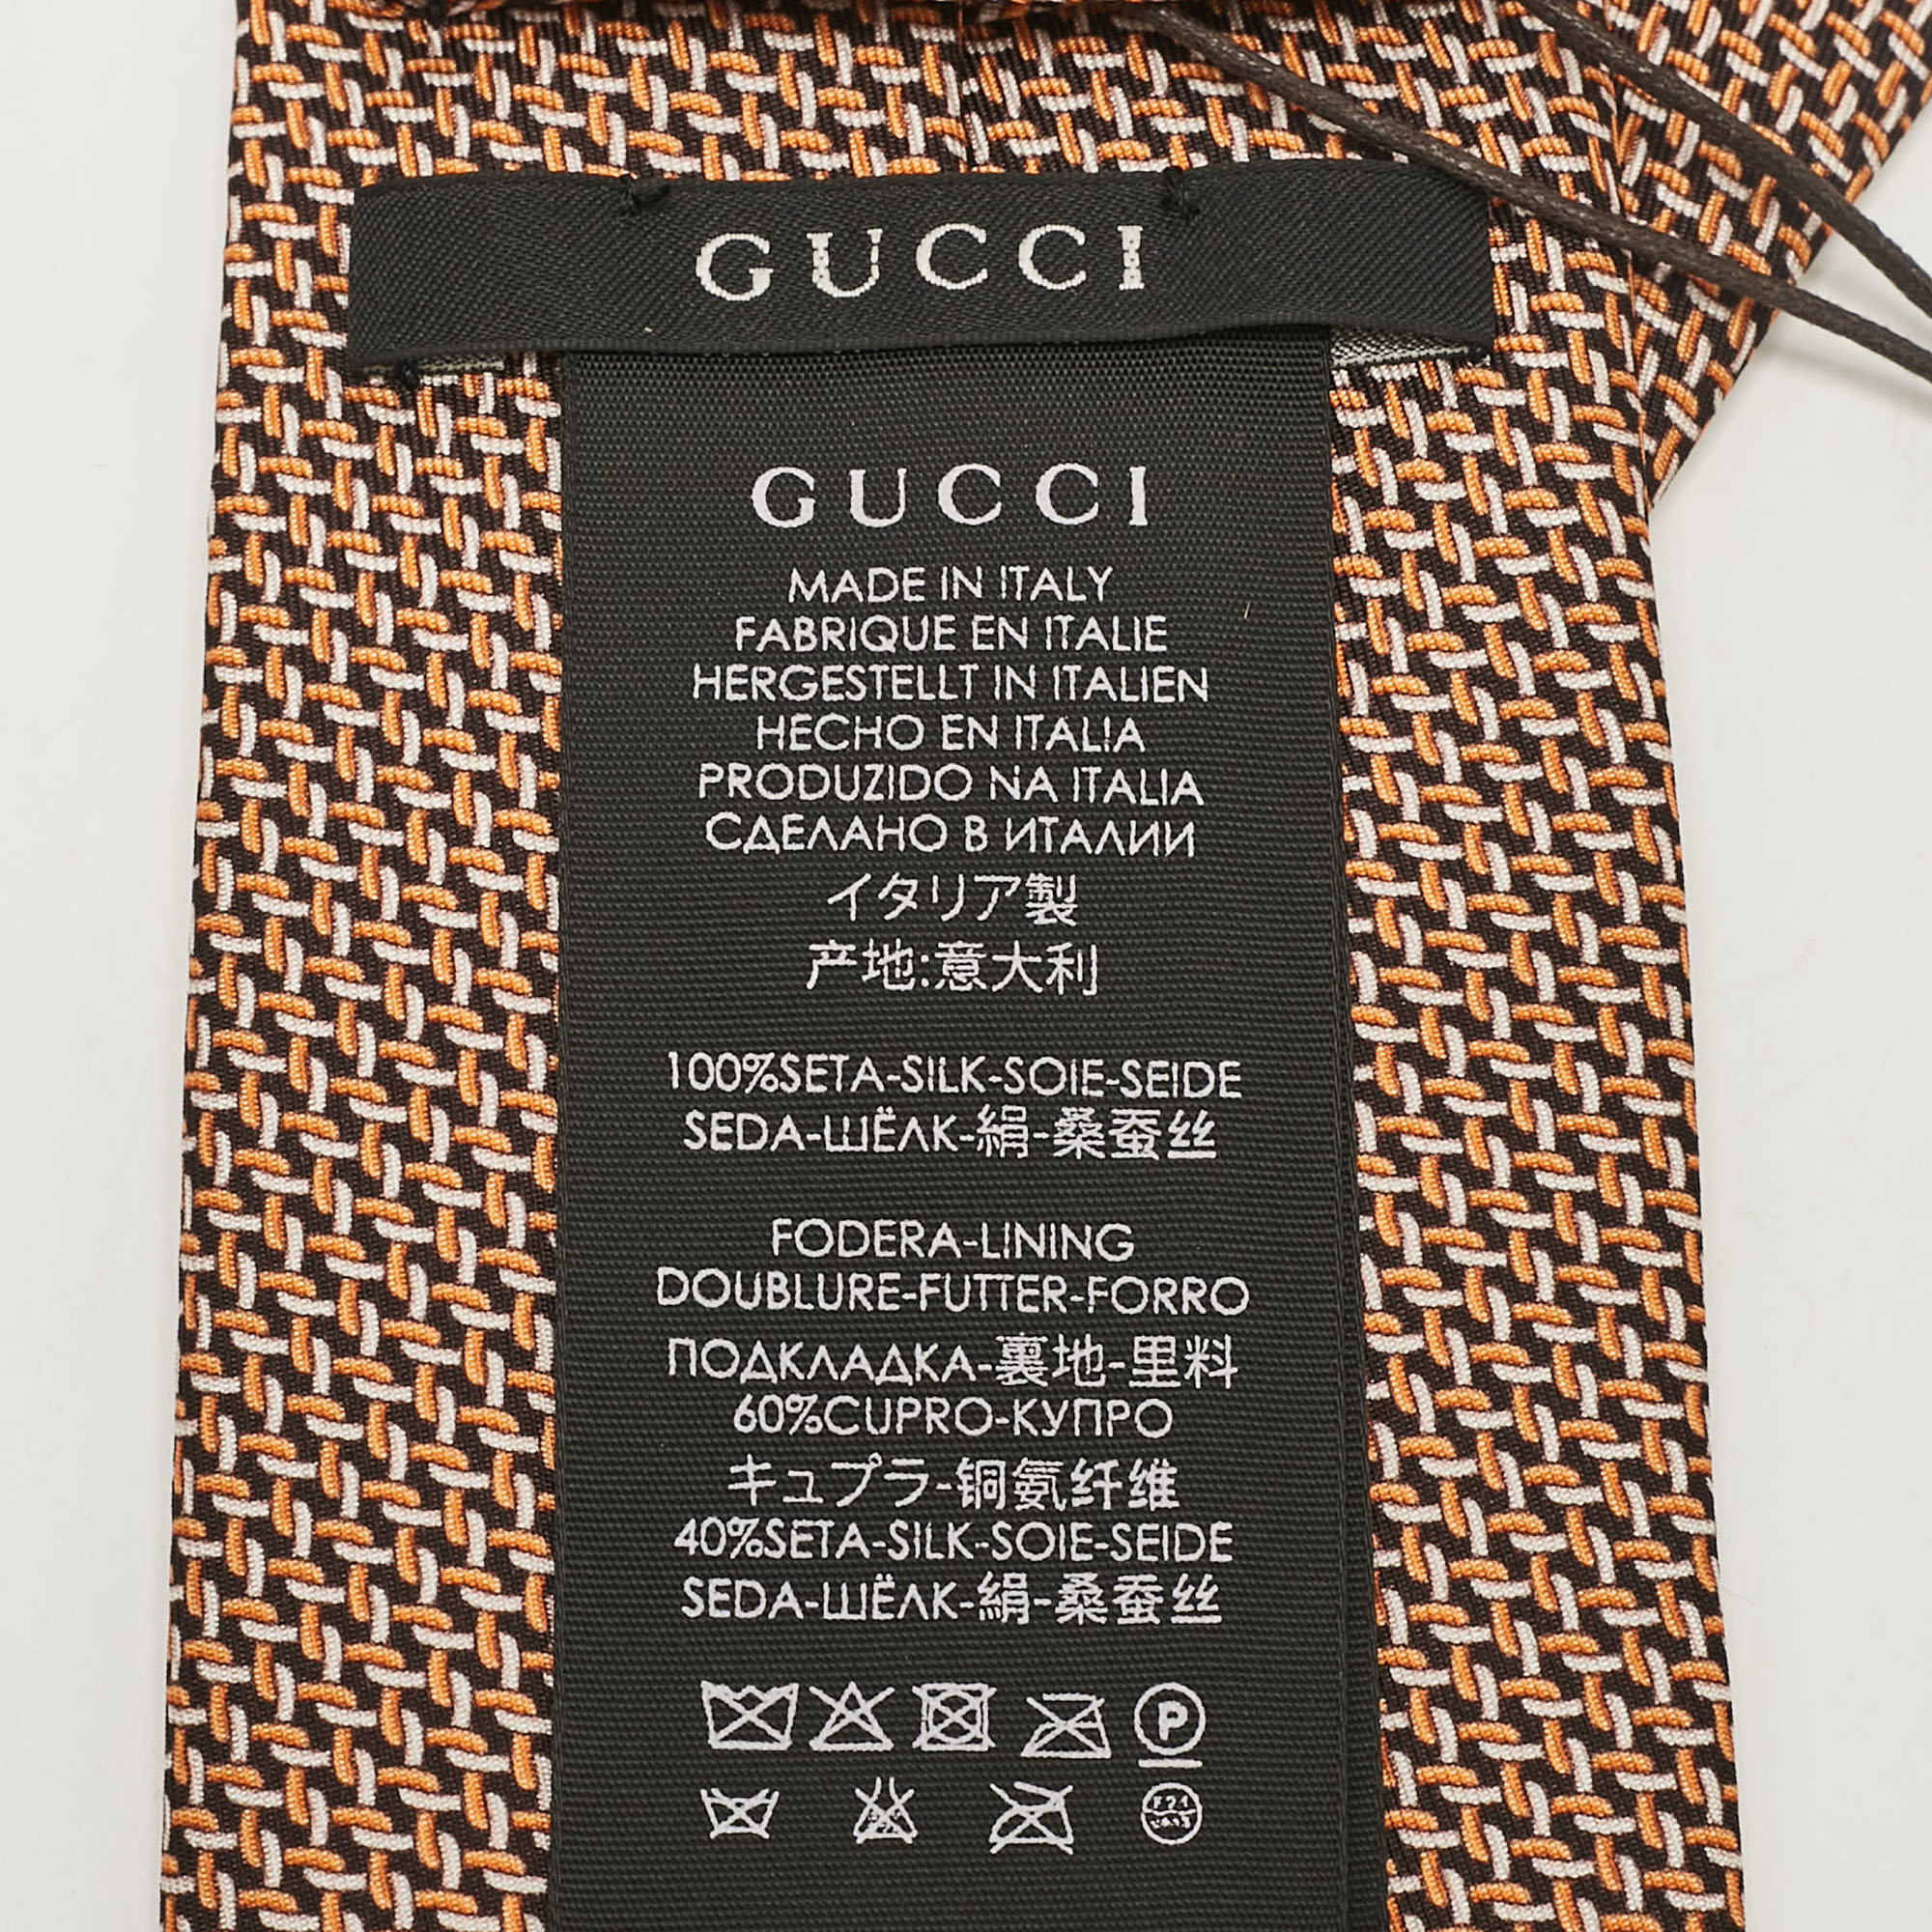 GUCCI
GUCCI
MADE IN ITALY
FABRIQUE EN ITALIE
HERGESTELLT IN ITALIEN
HECHO EN ITALIA
PRODUZIDO NA ITALIA
СДЕЛАНО В ИТАЛИИ
イタリア製
产地:意大利
100%SETA-SILK-SOIE-SEIDE
SEDA-ШЁЛК-絹-桑蚕丝
FODERA-LINING
DOUBLURE-FUTTER-FORRO
ПОДКЛАДКА-裏地-里料
60%CUPRO-КУПРО
キュプラ-铜氨纤维
40%SETA-SILK-SOIE-SEIDE
SEDA-ШЁЛК-絹-桑蚕丝
P
ドライ